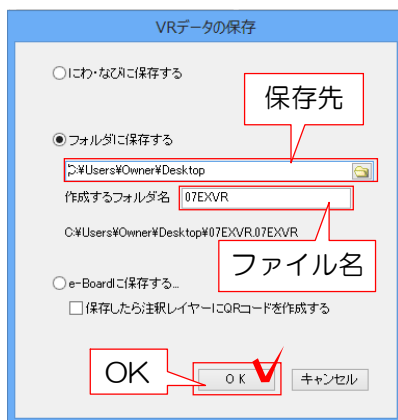 VRデータの保存
にわ・なびに保存する
保存先
フォルダに保存する
C:¥Users¥Owner¥Desktop
作成するフォルダ名 07EXVR
C:¥Users¥Owner¥Desktop¥07EXVR.07EXVR
ファイル名
e-Boardに保存する...
保存したら注釈レイヤーにQRコードを作成する
OK
OK キャンセル